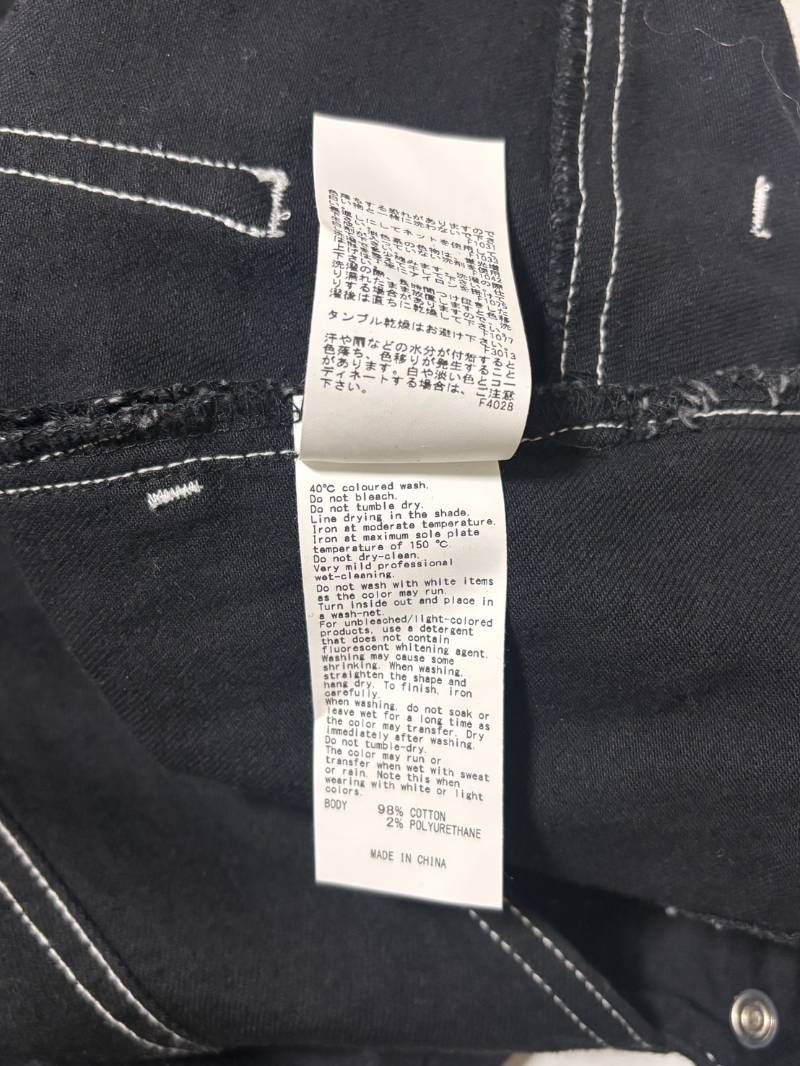 タンブル乾燥はお避け下さい。
F3013
汗や雨などの水分が付着すると
色落ち、色移りが発生すること
があります。白や淡い色とコー
ディネートする場合は、ご注意
下さい。
F4028
40℃ coloured wash.
Do not bleach.
Do not tumble dry.
Line drying in the shade.
Iron at moderate temperature.
Iron at maximum sole plate
temperature of 150 ℃.
Do not dry-clean.
Very mild professional
wet-cleaning.
Do not wash with white items
as the color may run.
Turn inside out and place in
a wash-net.
For unbleached/light-colored
products, use a detergent
that does not contain
fluorescent whitening agent.
Washing may cause some
shrinking. When washing,
straighten the shape and
hang dry. To finish, iron
carefully.
When washing, do not soak or
leave wet for a long time as
the color may transfer. Dry
immediately after washing.
Do not tumble-dry.
The color may run or
transfer when wet with sweat
or rain. Note this when
wearing with white or light
colors.
BODY 98% COTTON
2% POLYURETHANE
MADE IN CHINA